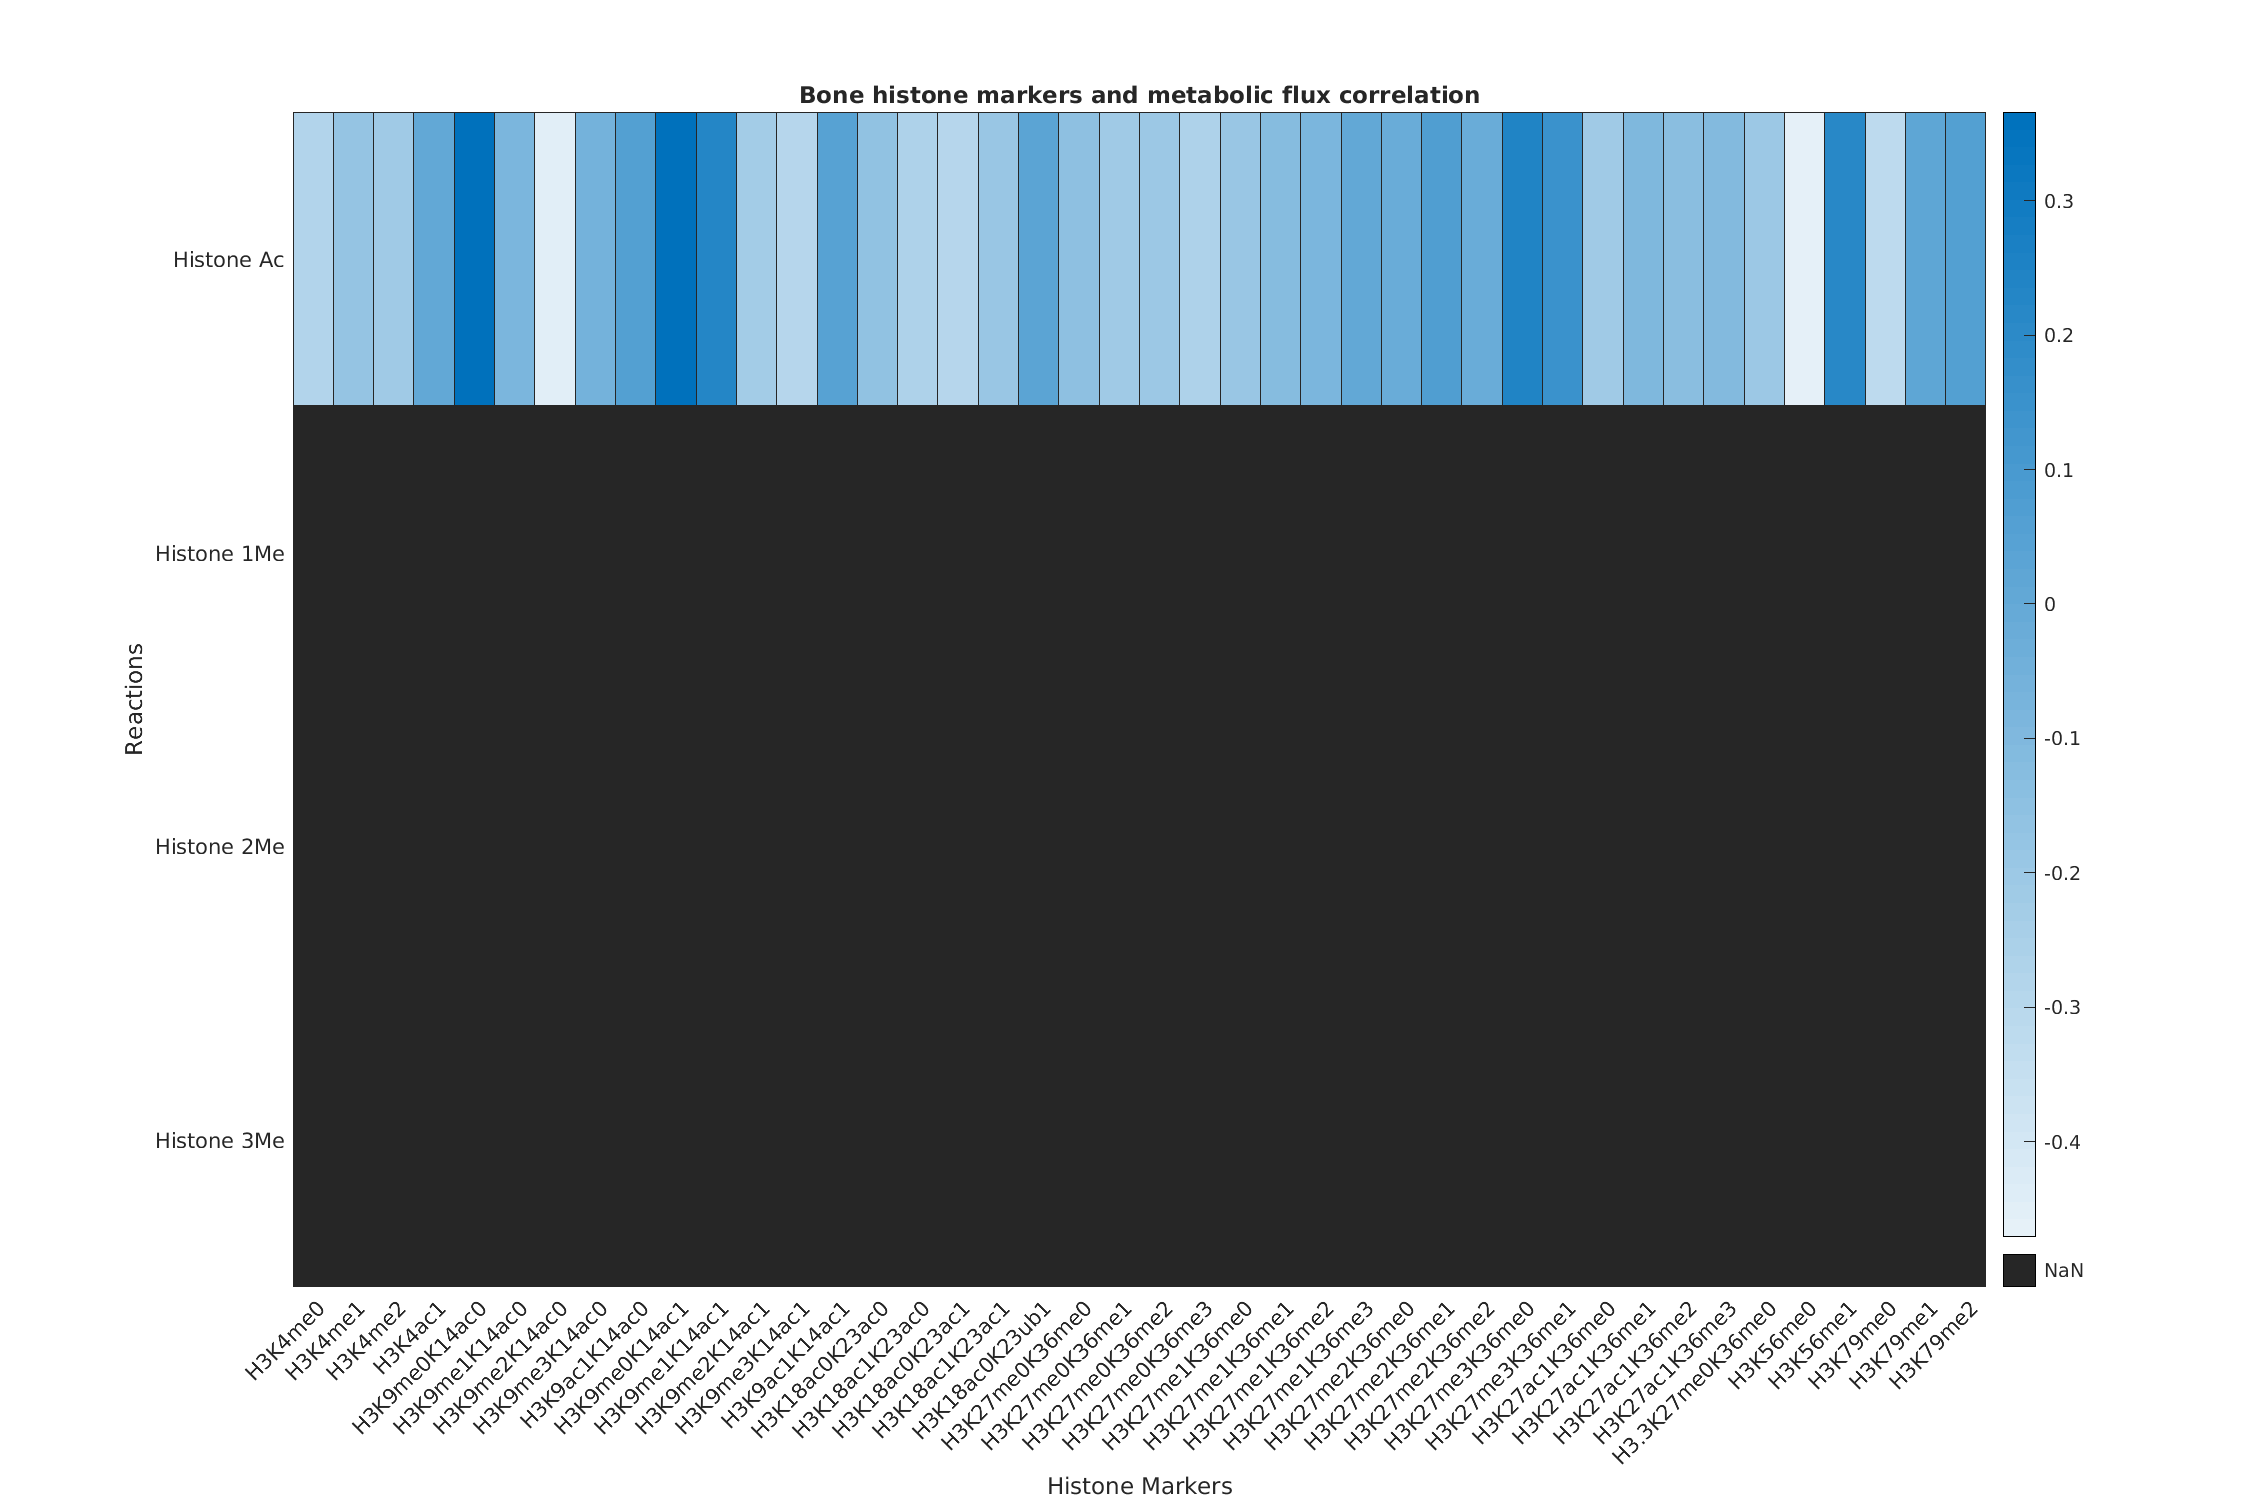 Bone histone markers and metabolic flux correlation
Reactions
Histone Ac
Histone 1Me
Histone 2Me
Histone 3Me
0.3
0.2
0.1
0
-0.1
-0.2
-0.3
-0.4
NaN
H3K4me0
H3K4me1
H3K4me2
H3K4ac1
H3K9me0K14ac0
H3K9me1K14ac0
H3K9me2K14ac0
H3K9me3K14ac0
H3K9ac1K14ac0
H3K9me0K14ac1
H3K9me1K14ac1
H3K9me2K14ac1
H3K9me3K14ac1
H3K9ac1K14ac1
H3K18ac0K23ac0
H3K18ac1K23ac0
H3K18ac0K23ac1
H3K18ac1K23ac1
H3K18ac0K23ub1
H3K27me0K36me0
H3K27me0K36me1
H3K27me0K36me2
H3K27me0K36me3
H3K27me1K36me0
H3K27me1K36me1
H3K27me1K36me2
H3K27me1K36me3
H3K27me2K36me0
H3K27me2K36me1
H3K27me2K36me2
H3K27me3K36me0
H3K27me3K36me1
H3K27ac1K36me0
H3K27ac1K36me1
H3K27ac1K36me2
H3K27ac1K36me3
H3.3K27me0K36me0
H3K56me0
H3K56me1
H3K79me0
H3K79me1
H3K79me2
Histone Markers